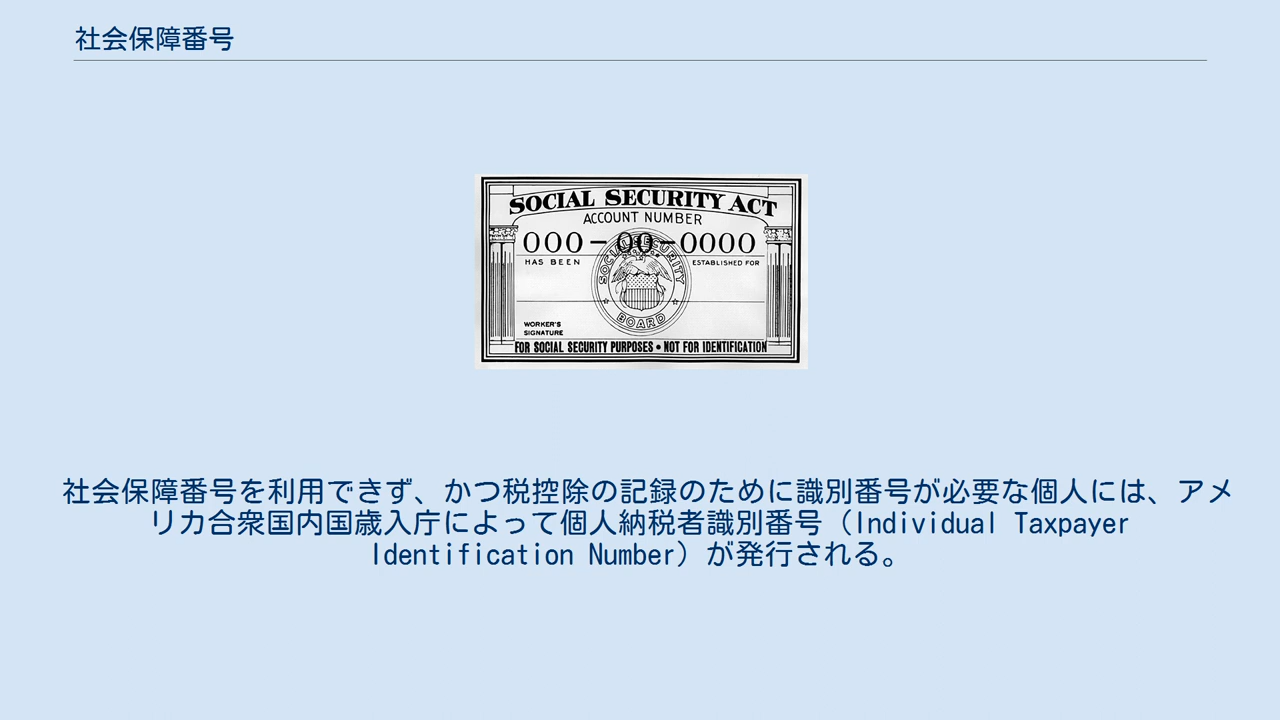 社会保障番号
SOCIAL SECURITY ACT
ACCOUNT NUMBER
000-00-0000
HAS BEEN ESTABLISHED FOR
SOCIAL SECURITY
BOARD
WORKER'S
SIGNATURE
FOR SOCIAL SECURITY PURPOSES • NOT FOR IDENTIFICATION
社会保障番号を利用できず、かつ税控除の記録のために識別番号が必要な個人には、アメ
リカ合衆国内国歳入庁によって個人納税者識別番号（Individual Taxpayer
Identification Number）が発行される。